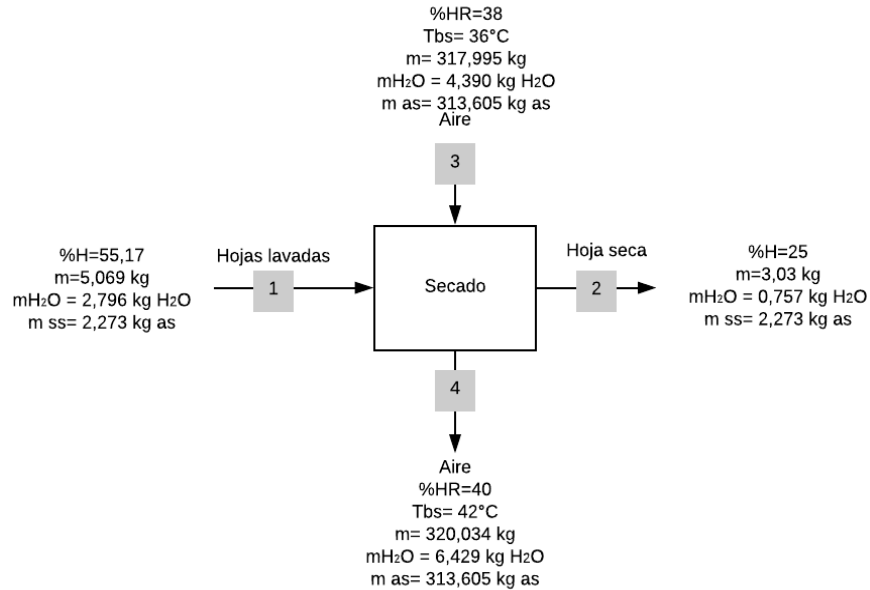 %HR=38
Tbs= 36°C
m= 317,995 kg
mH2O = 4,390 kg H2O
m as= 313,605 kg as
Aire
3
%H=55,17
m=5,069 kg
mH2O = 2,796 kg H2O
m ss= 2,273 kg as
Hojas lavadas
1
Secado
Hoja seca
2
%H=25
m=3,03 kg
mH2O = 0,757 kg H2O
m ss= 2,273 kg as
4
Aire
%HR=40
Tbs= 42°C
m= 320,034 kg
mH2O = 6,429 kg H2O
m as= 313,605 kg as